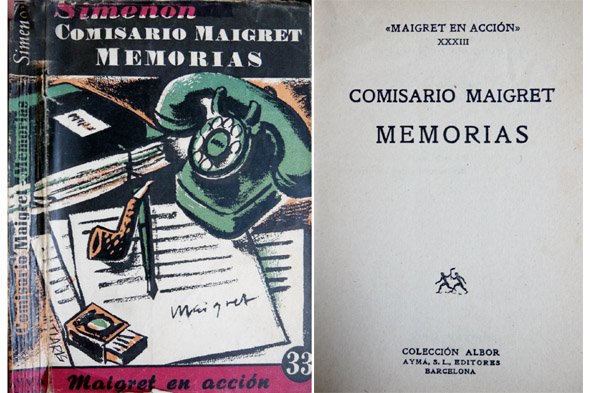 Simenon
COMISARIO MAIGRET
MEMORIAS
Simenon
Comisario Maigret - Memorias
Maigret
33
Maigret en acción
«MAIGRET EN ACCIÓN»
XXXIII
COMISARIO MAIGRET
MEMORIAS
COLECCIÓN ALBOR
AYMÁ, S. L., EDITORES
BARCELONA